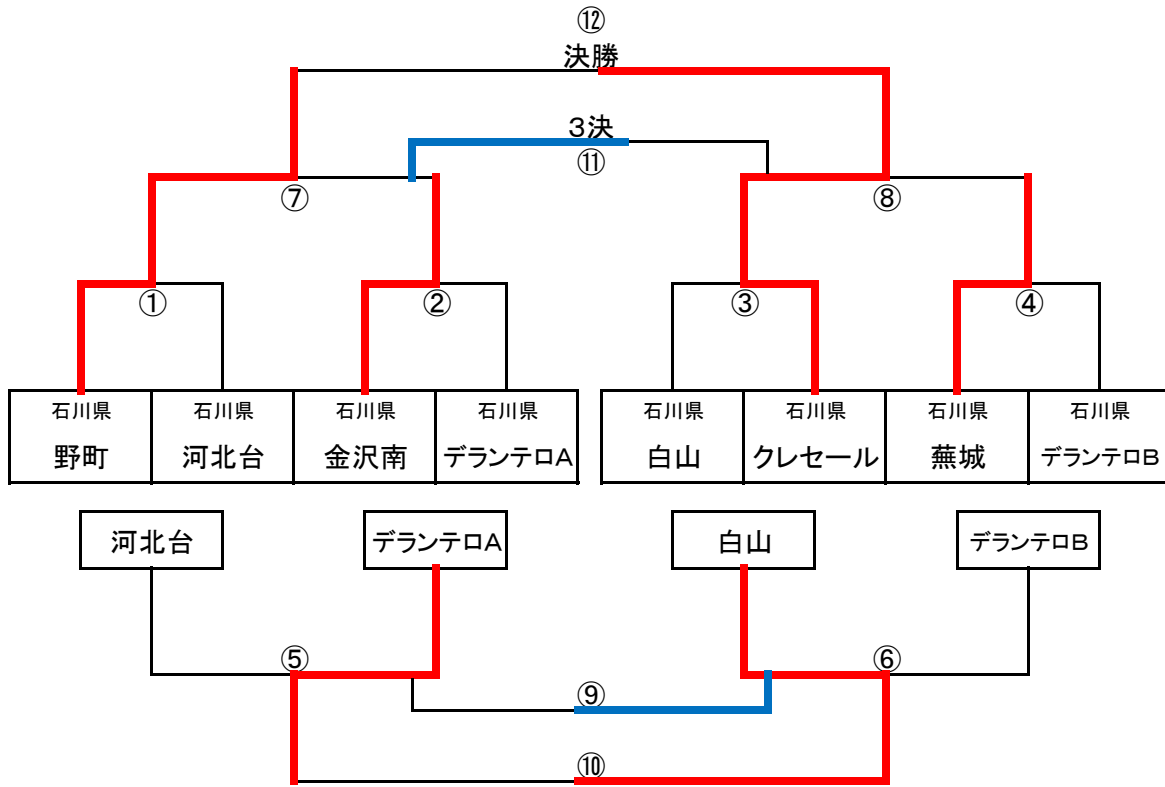 ⑫
決勝
3決
⑪
⑦
⑧
①
②
③
④
石川県 石川県 石川県 石川県 石川県 石川県 石川県 石川県
野町 河北台 金沢南 デランテロA 白山 クレセール 蕪城 デランテロB
河北台 デランテロA 白山 デランテロB
⑤
⑥
⑨
⑩